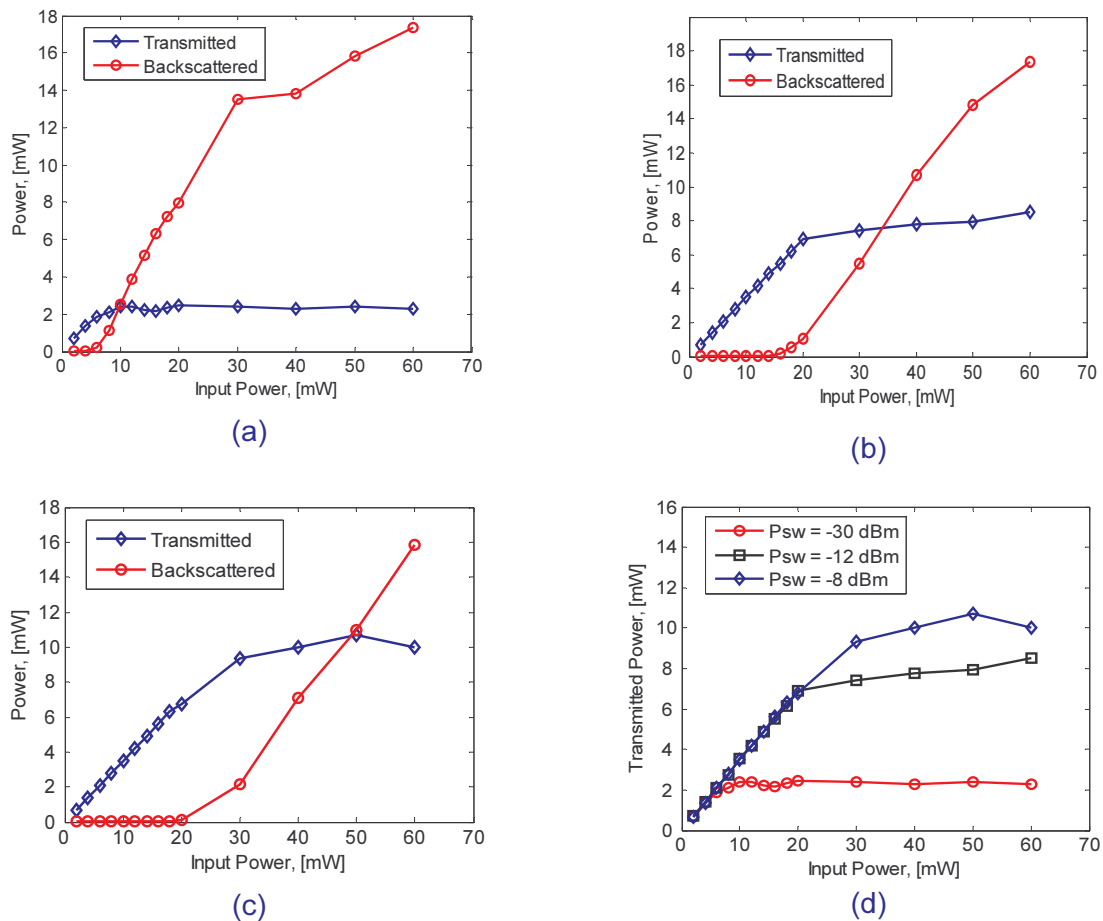 18
16
14
12
10
8
6
4
2
0
Power, [mW]
Transmitted
Backscattered
0 10 20 30 40 50 60 70
Input Power, [mW]
(a)
18
16
14
12
10
8
6
4
2
0
Power, [mW]
Transmitted
Backscattered
0 10 20 30 40 50 60 70
Input Power, [mW]
(b)
18
16
14
12
10
8
6
4
2
0
Power, [mW]
Transmitted
Backscattered
0 10 20 30 40 50 60 70
Input Power, [mW]
(c)
16
14
12
10
8
6
4
2
0
Transmitted Power, [mW]
Psw = -30 dBm
Psw = -12 dBm
Psw = -8 dBm
0 10 20 30 40 50 60 70
Input Power, [mW]
(d)